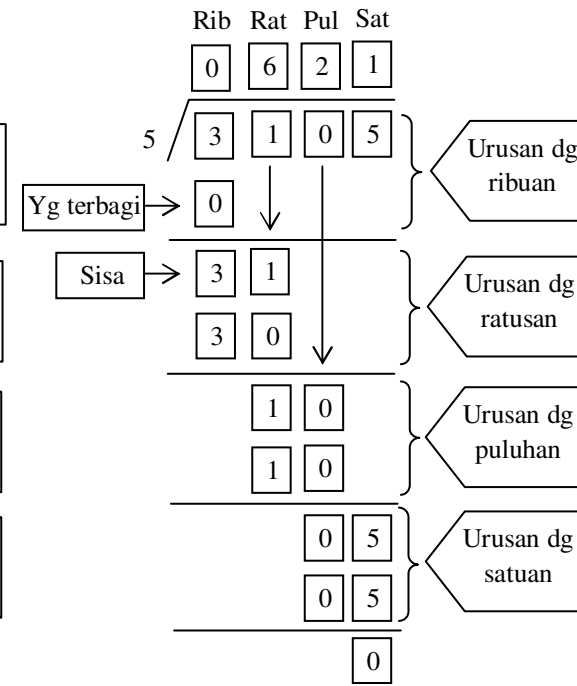 Rib Rat Pul Sat
0 6 2 1
5 3 1 0 5
Urusan dg
ribuan
Yg terbagi 0
Sisa 3 1
Urusan dg
ratusan
3 0
1 0
Urusan dg
puluhan
1 0
0 5
Urusan dg
satuan
0 5
0